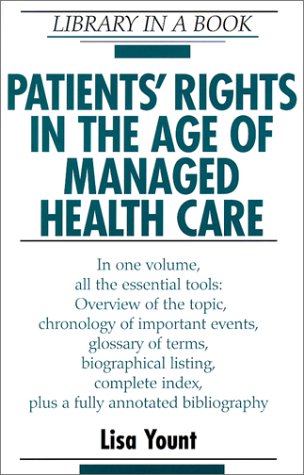 LIBRARY IN A BOOK
PATIENTS' RIGHTS
IN THE AGE OF
MANAGED
HEALTH CARE
In one volume,
all the essential tools:
Overview of the topic,
chronology of important events,
glossary of terms,
biographical listing,
complete index,
plus a fully annotated bibliography
Lisa Yount